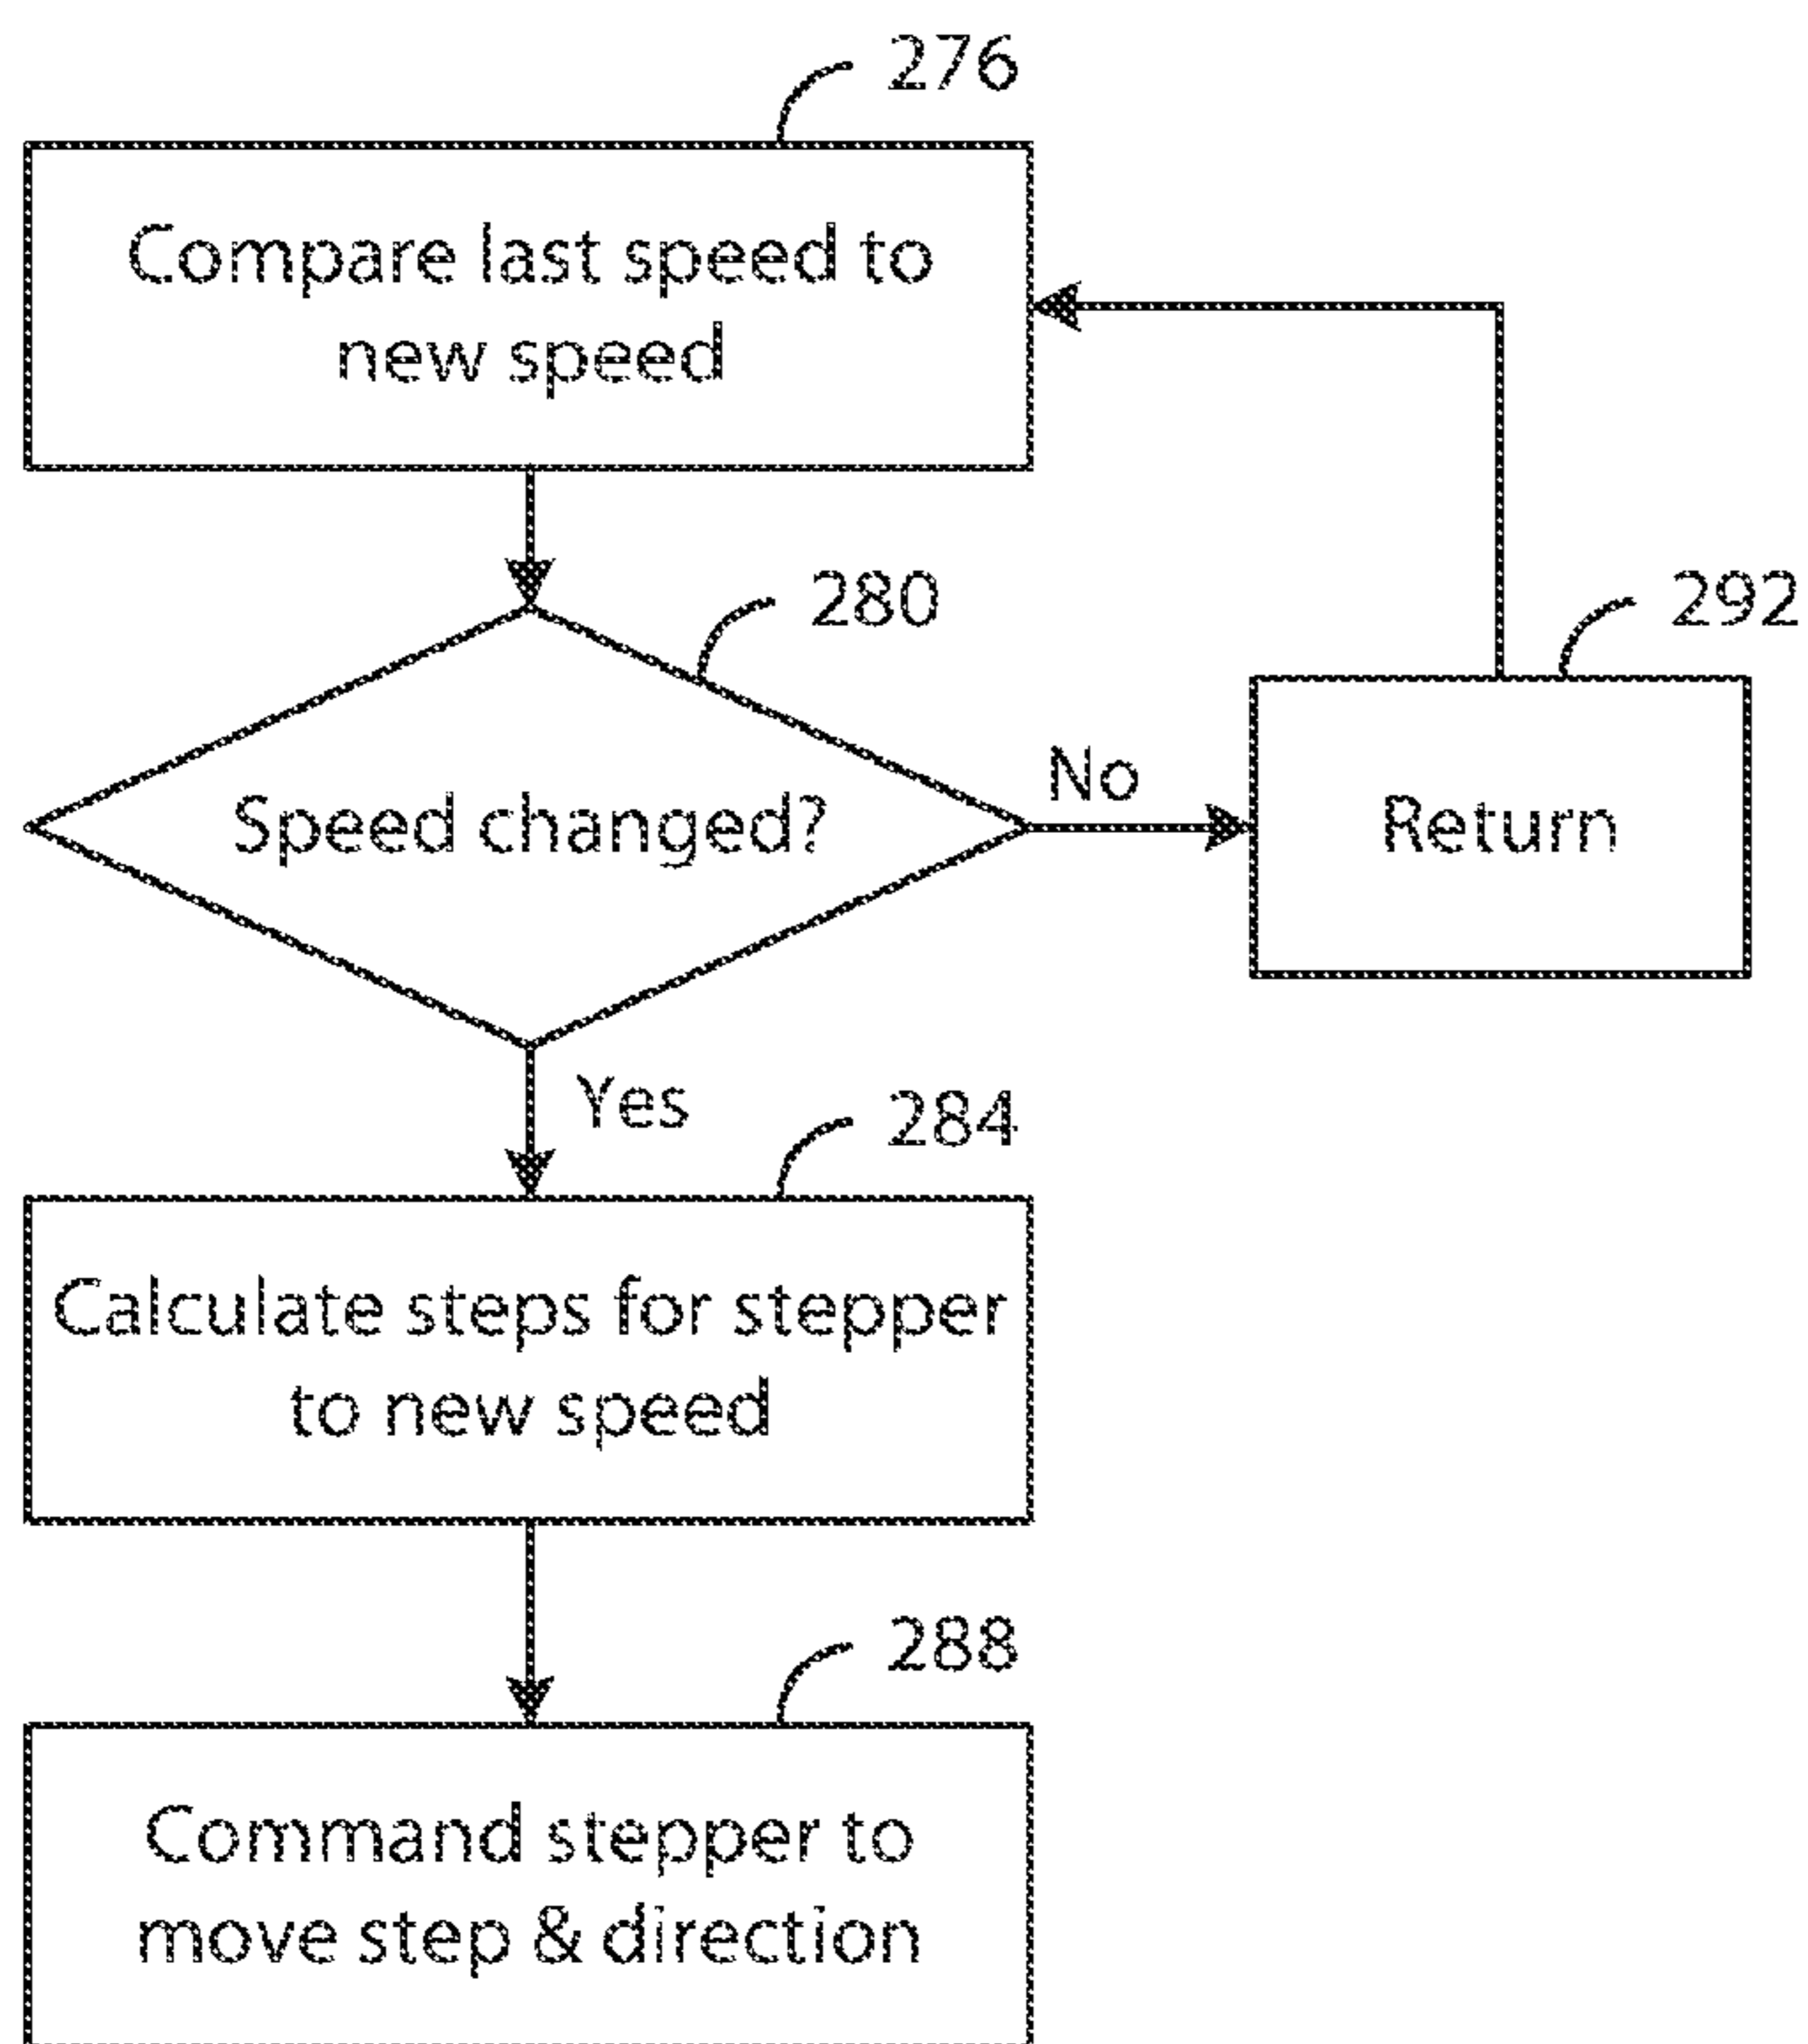 276
Compare last speed to
new speed
280
292
Speed changed?
No
Return
Yes
284
Calculate steps for stepper
to new speed
288
Command stepper to
move step & direction